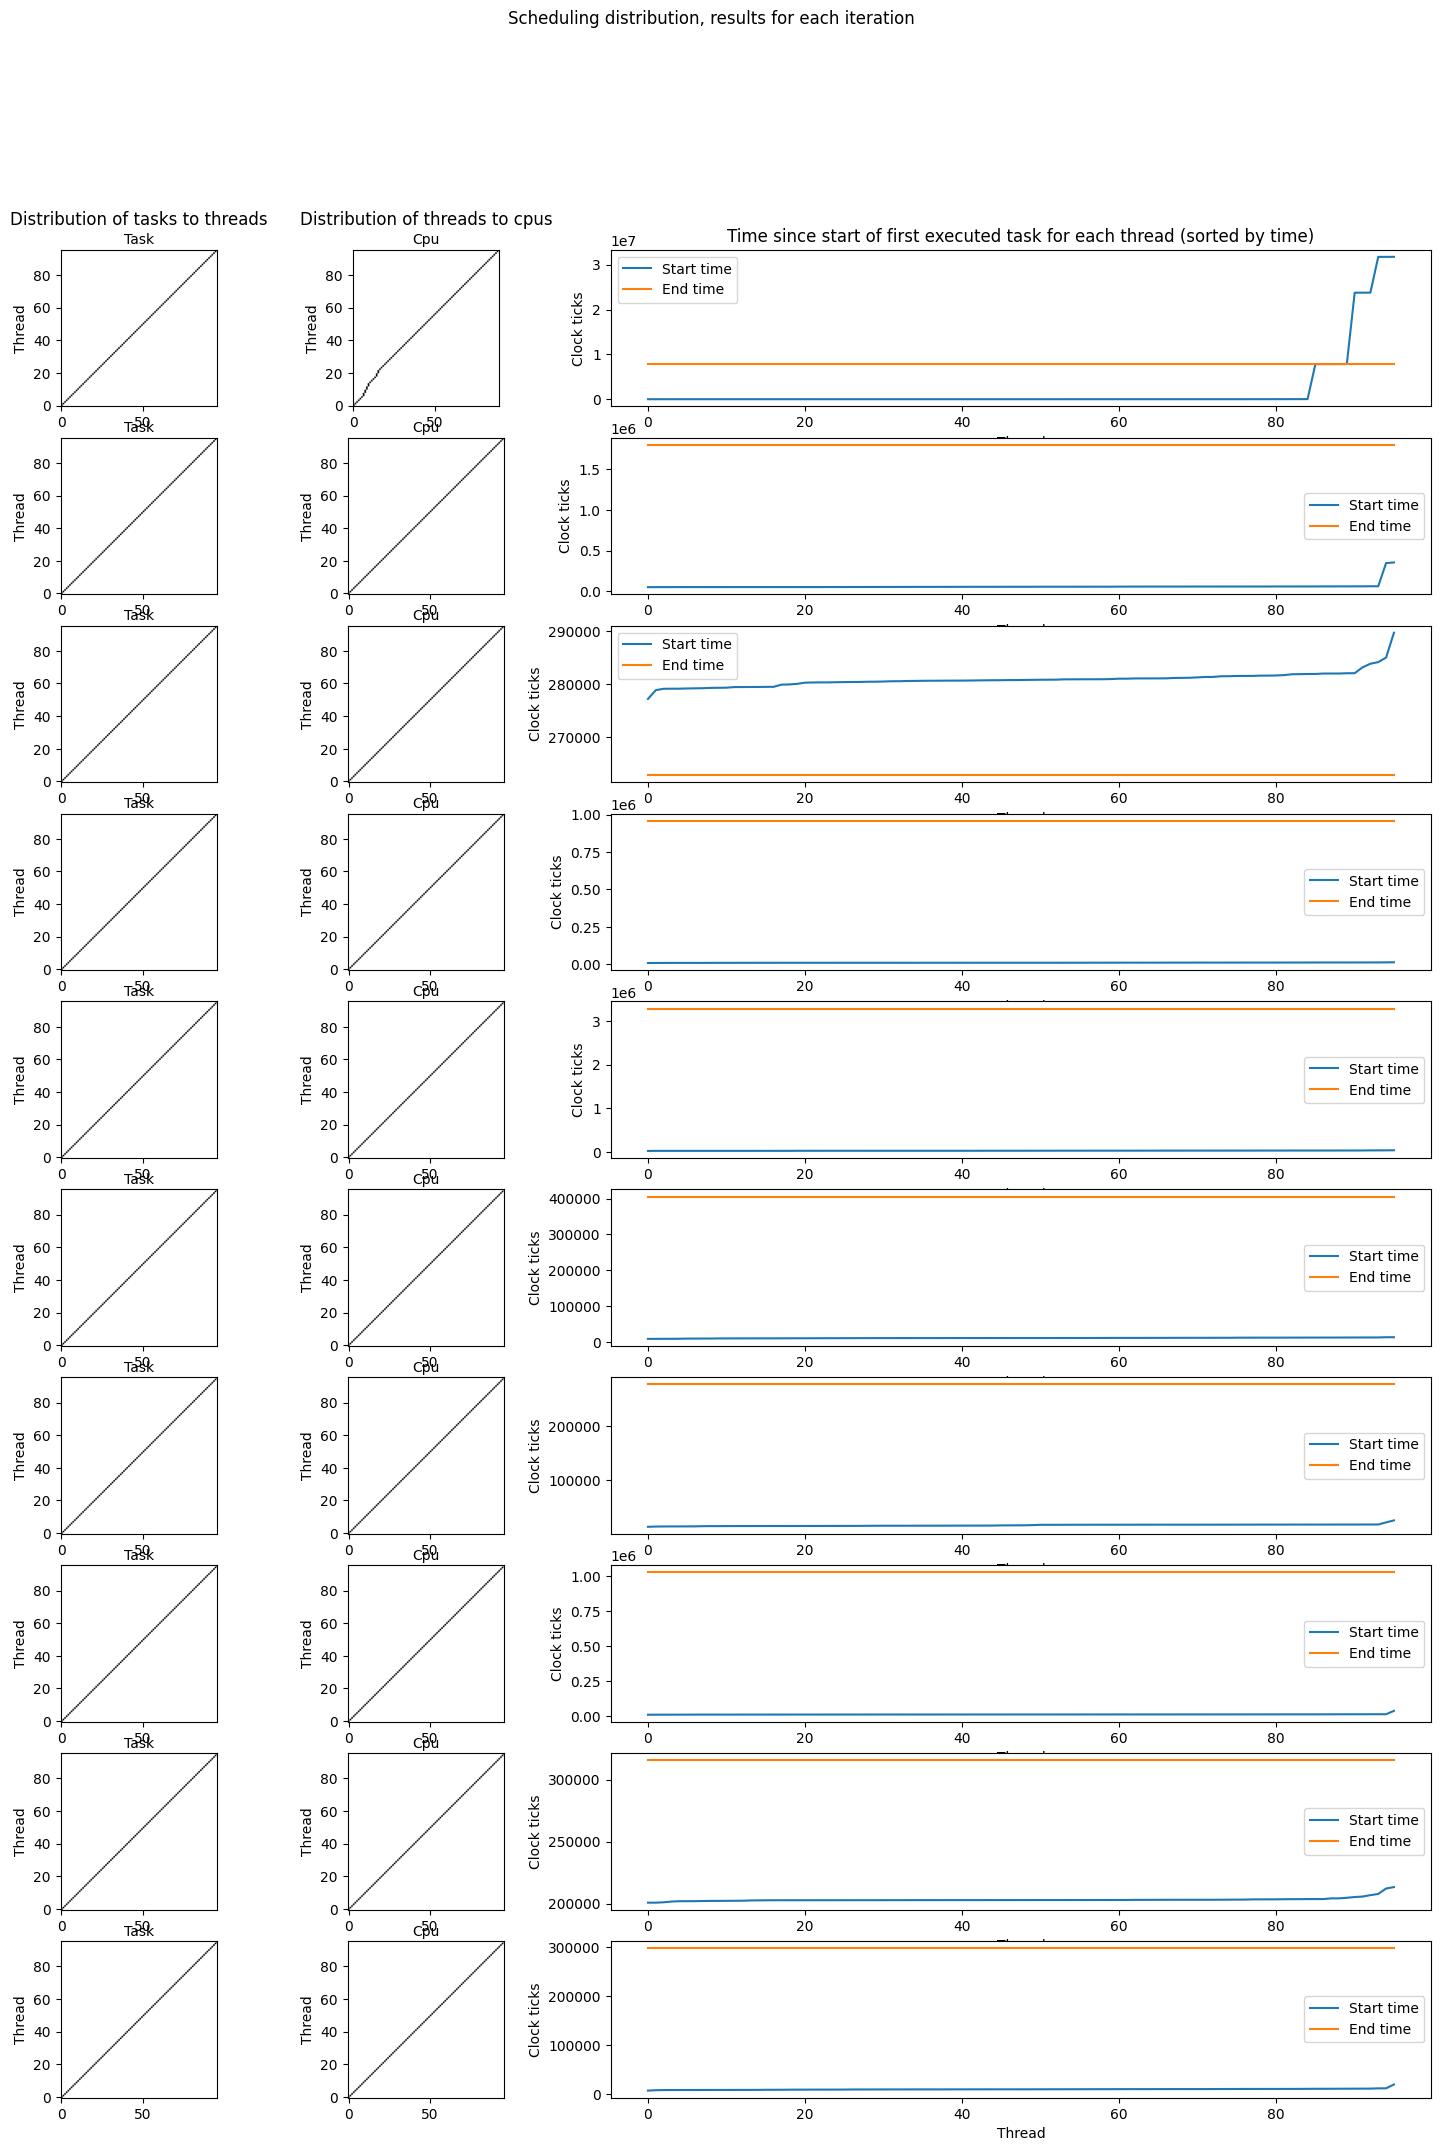 Scheduling distribution, results for each iteration
Distribution of tasks to threads
Distribution of threads to cpus
Time since start of first executed task for each thread (sorted by time)
Task
Thread
80
60
40
20
0
0 50
Cpu
Thread
80
60
40
20
0
0 50
1e7
Clock ticks
3
2
1
0
Start time
End time
0 20 40 60 80
Task
Thread
80
60
40
20
0
0 50
Cpu
Thread
80
60
40
20
0
0 50
1e6
Clock ticks
1.5
1.0
0.5
0.0
Start time
End time
0 20 40 60 80
Task
Thread
80
60
40
20
0
0 50
Cpu
Thread
80
60
40
20
0
0 50
Clock ticks
290000
280000
270000
Start time
End time
0 20 40 60 80
Task
Thread
80
60
40
20
0
0 50
Cpu
Thread
80
60
40
20
0
0 50
1e6
Clock ticks
1.00
0.75
0.50
0.25
0.00
Start time
End time
0 20 40 60 80
Task
Thread
80
60
40
20
0
0 50
Cpu
Thread
80
60
40
20
0
0 50
1e6
Clock ticks
3
2
1
0
Start time
End time
0 20 40 60 80
Task
Thread
80
60
40
20
0
0 50
Cpu
Thread
80
60
40
20
0
0 50
Clock ticks
400000
300000
200000
100000
0
Start time
End time
0 20 40 60 80
Task
Thread
80
60
40
20
0
0 50
Cpu
Thread
80
60
40
20
0
0 50
Clock ticks
200000
100000
Start time
End time
0 20 40 60 80
Task
Thread
80
60
40
20
0
0 50
Cpu
Thread
80
60
40
20
0
0 50
1e6
Clock ticks
1.00
0.75
0.50
0.25
0.00
Start time
End time
0 20 40 60 80
Task
Thread
80
60
40
20
0
0 50
Cpu
Thread
80
60
40
20
0
0 50
Clock ticks
300000
250000
200000
Start time
End time
0 20 40 60 80
Task
Thread
80
60
40
20
0
0 50
Cpu
Thread
80
60
40
20
0
0 50
Clock ticks
300000
200000
100000
0
Start time
End time
0 20 40 60 80
Thread